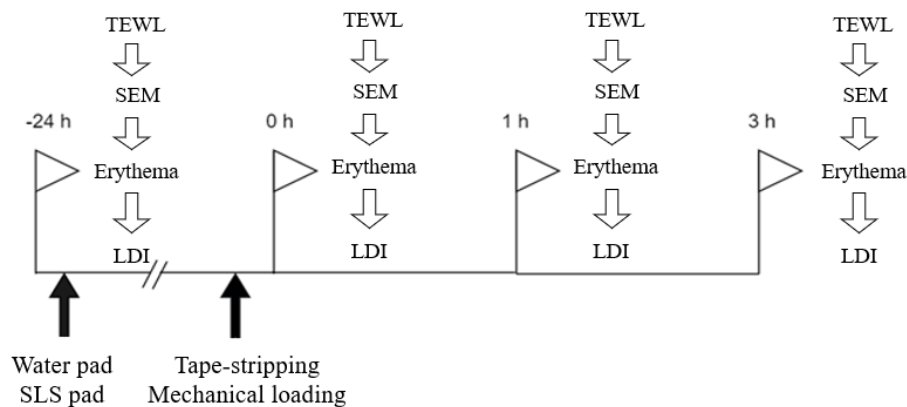 TEWL
SEM
-24 h
Erythema
LDI
TEWL
SEM
0 h
Erythema
LDI
TEWL
SEM
1 h
Erythema
LDI
TEWL
SEM
3 h
Erythema
LDI
Water pad
SLS pad
Tape-stripping
Mechanical loading